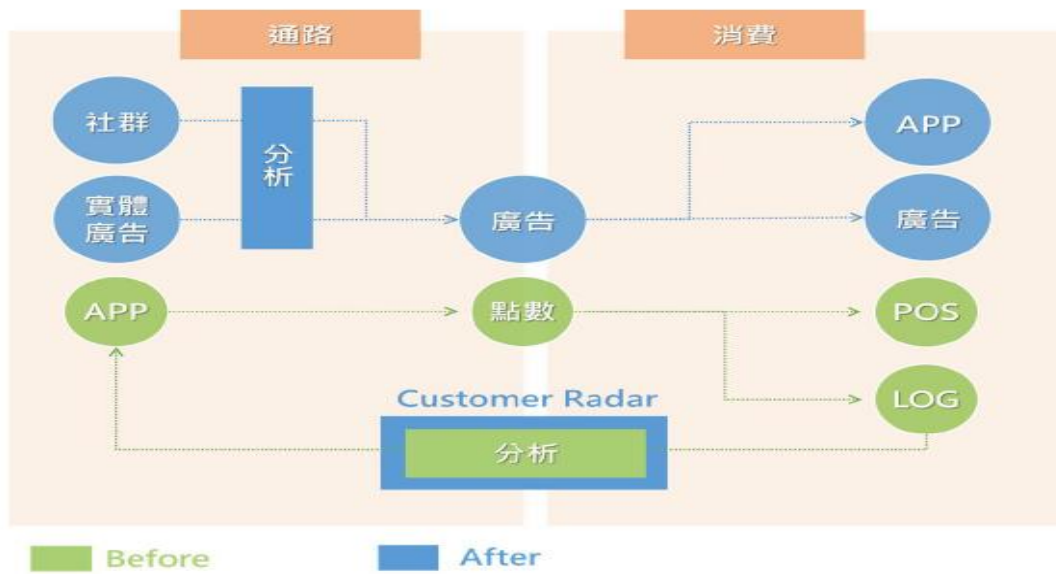 通路
消費
社群
分析
APP
實體
廣告
廣告
廣告
APP
點數
POS
Customer Radar
LOG
分析
Before
After